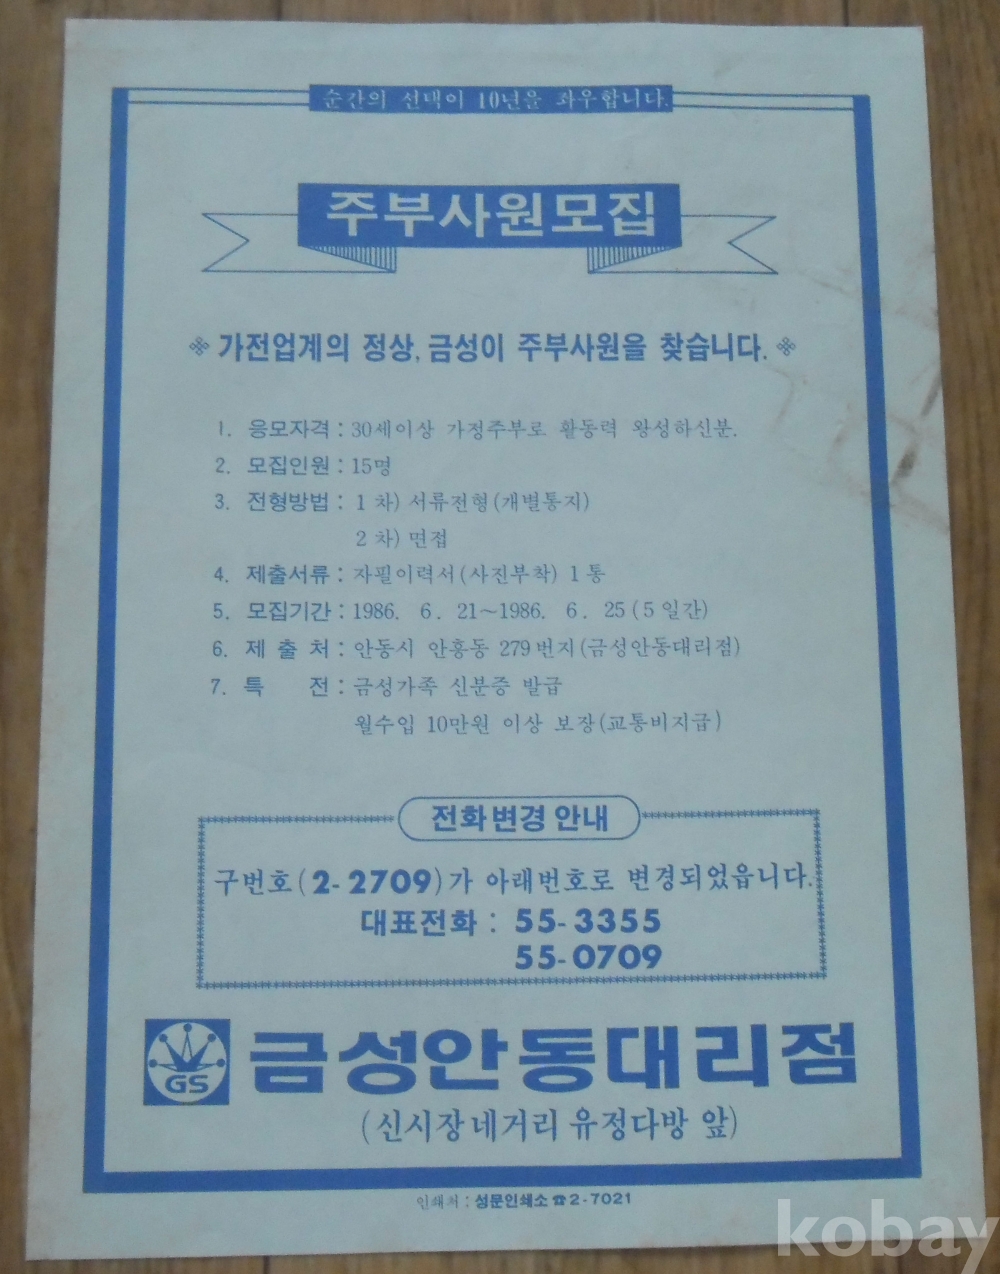 순간의 선택이 10년을 좌우합니다.
주부사원모집
※ 가전업계의 정상, 금성이 주부사원을 찾습니다. ※
1. 응모자격 : 30세이상 가정주부로 활동력 왕성하신분.
2. 모집인원 : 15명
3. 전형방법 : 1 차) 서류전형(개별통지)
2 차) 면접
4. 제출서류 : 자필이력서(사진부착) 1 통
5. 모집기간 : 1986. 6. 21~1986. 6. 25 (5 일간)
6. 제 출 처 : 안동시 안흥동 279 번지(금성안동대리점)
7. 특 전 : 금성가족 신분증 발급
월수입 10만원 이상 보장(교통비지급)
전화변경 안내
구번호(2-2709)가 아래번호로 변경되었읍니다.
대표전화 : 55-3355
55-0709
GS 금성안동대리점
(신시장네거리 유정다방 앞)
인쇄처 : 성문인쇄소 ☎2-7021
kobay